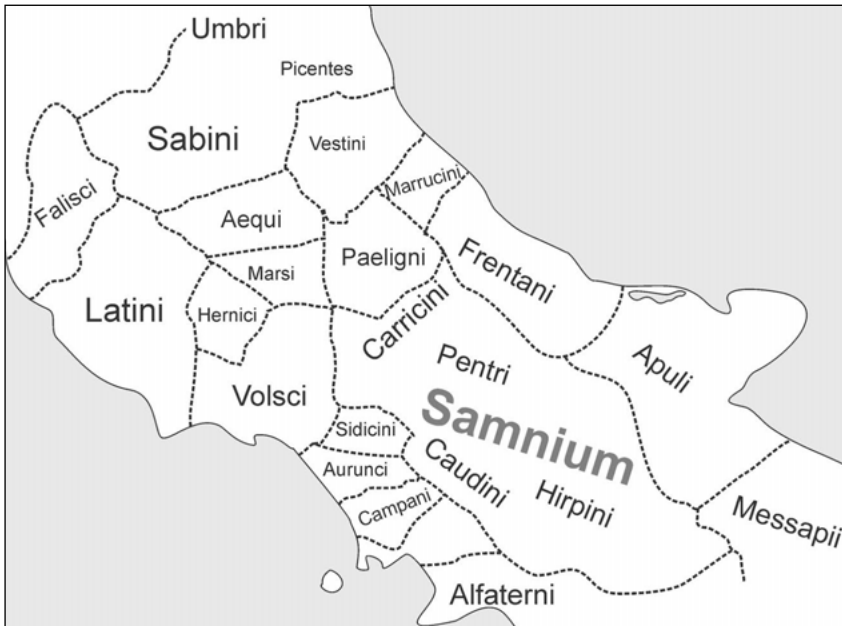 Umbri
Picentes
Sabini
Vestini
Marrucini
Falisci
Aequi
Paeligni
Marsi
Frentani
Latini
Hernici
Carricini
Pentri
Apuli
Volsci
Samnium
Sidicini
Caudini
Aurunci
Hirpini
Campani
Messapii
Alfaterni